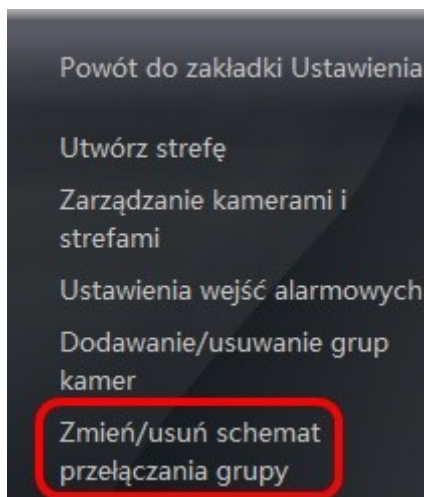 Powót do zakładki Ustawienia
Utwórz strefę
Zarządzanie kamerami i
strefami
Ustawienia wejść alarmowych
Dodawanie/usuwanie grup
kamer
Zmień/usuń schemat
przełączania grupy